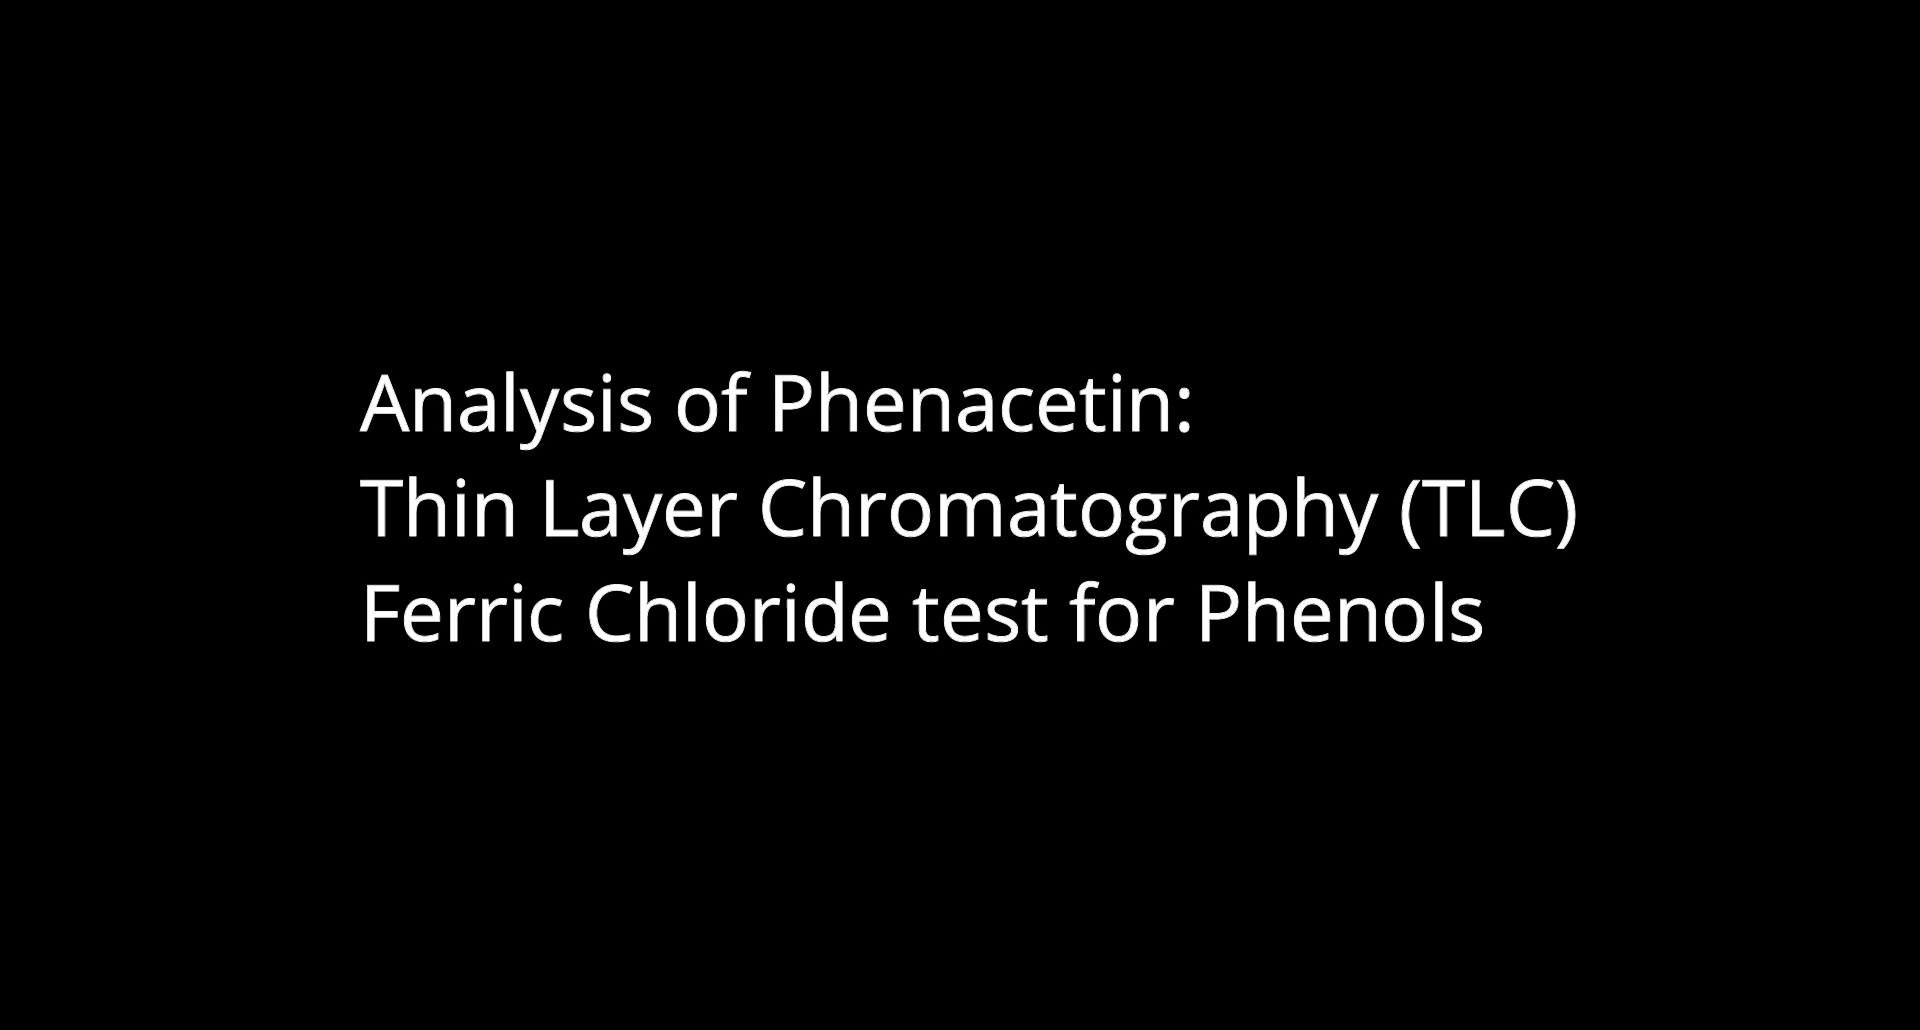 Analysis of Phenacetin:
Thin Layer Chromatography (TLC)
Ferric Chloride test for Phenols